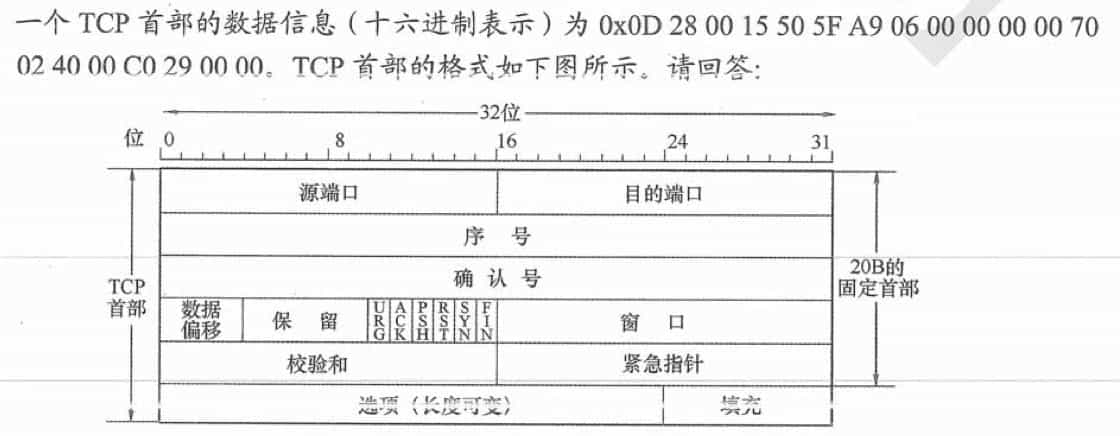 一个 TCP 首部的数据信息（十六进制表示）为 0x0D 28 00 15 50 5F A9 06 00 00 00 00 70
02 40 00 C0 29 00 00。TCP 首部的格式如下图所示。请回答：
32位
位 0 8 16 24 31
源端口 目的端口
序 号
确 认 号
TCP
首部
20B的
固定首部
数据
偏移
保 留
URG ACK PSH RST SYN FIN
窗 口
校验和 紧急指针
选项（长度可变） 填充